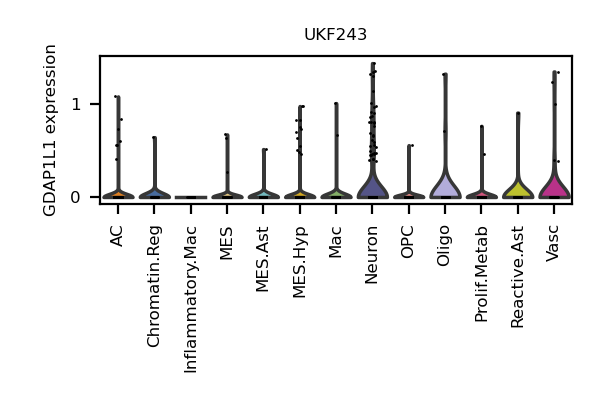 UKF243
GDAP1L1 expression
1
0
AC
Chromatin.Reg
Inflammatory.Mac
MES
MES.Ast
MES.Hyp
Mac
Neuron
OPC
Oligo
Prolif.Metab
Reactive.Ast
Vasc